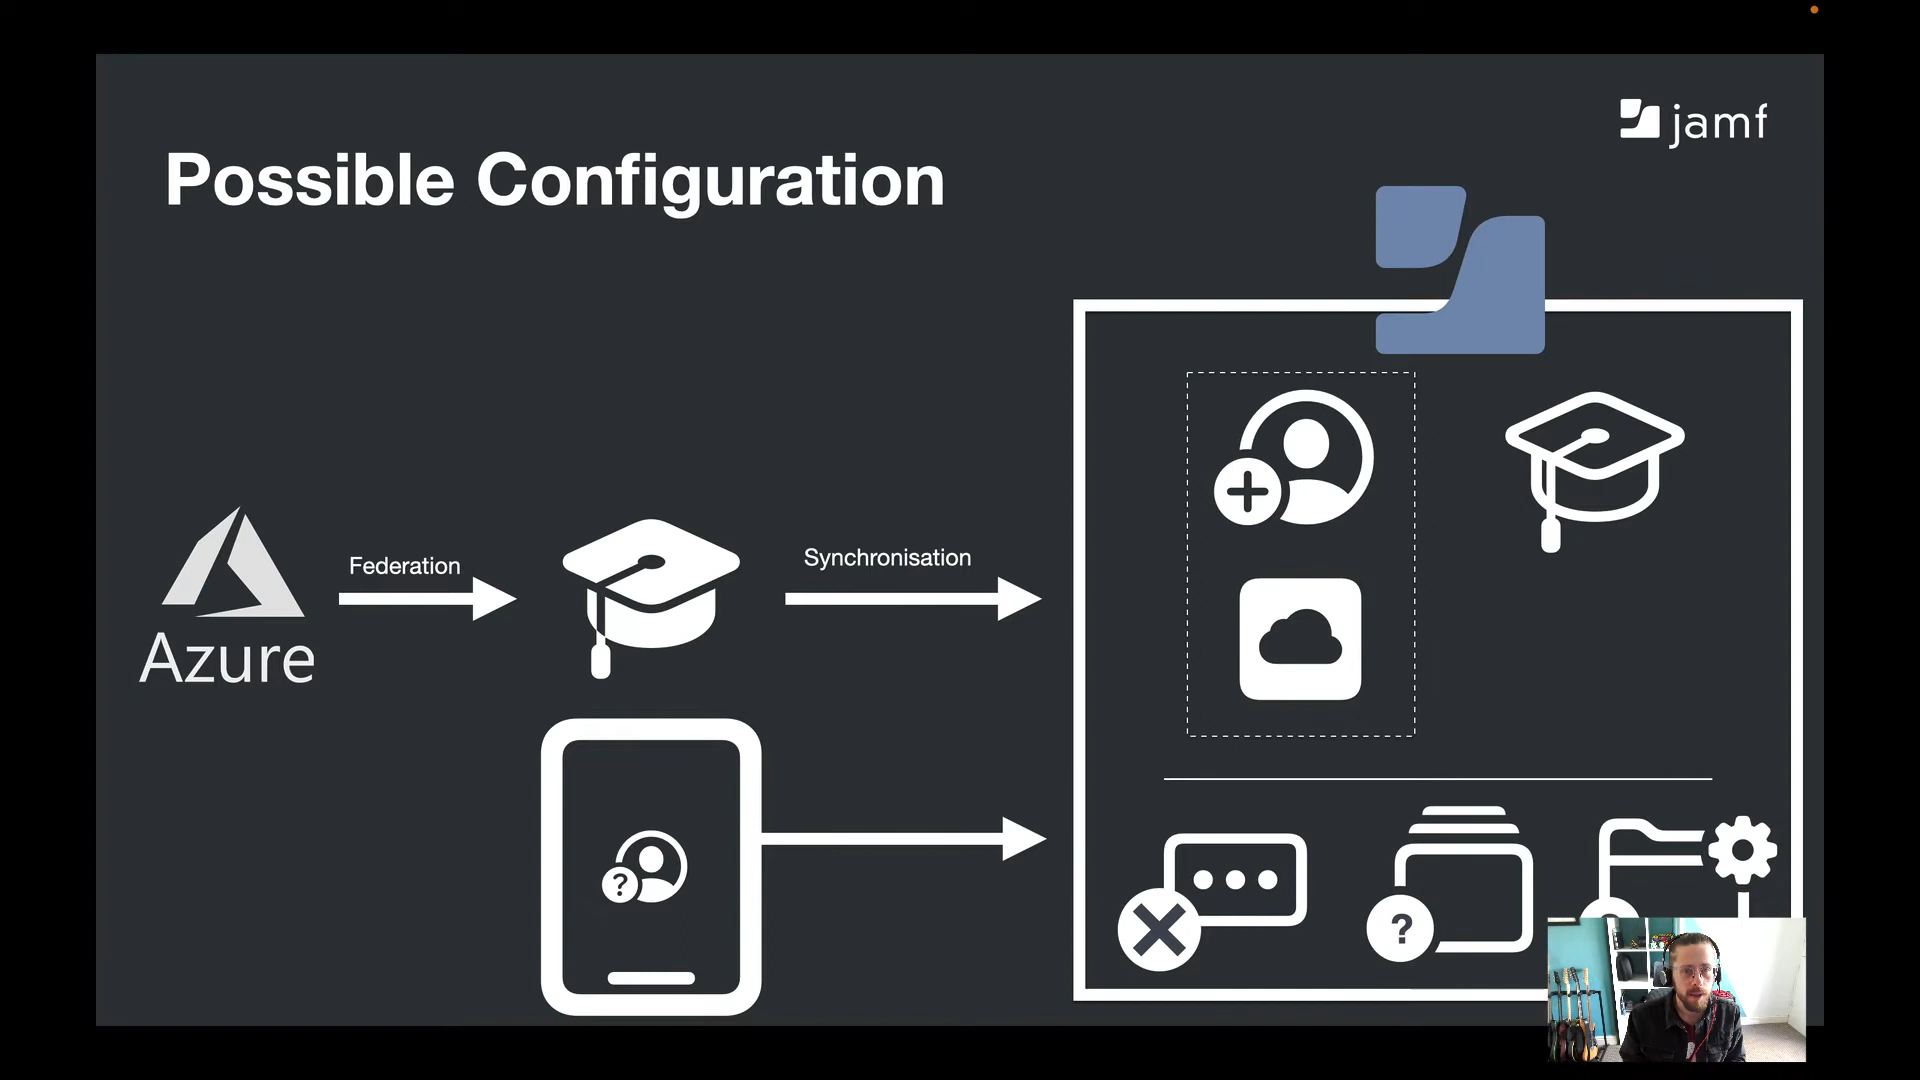 jamf
Possible Configuration
Federation
Synchronisation
Azure
?
?